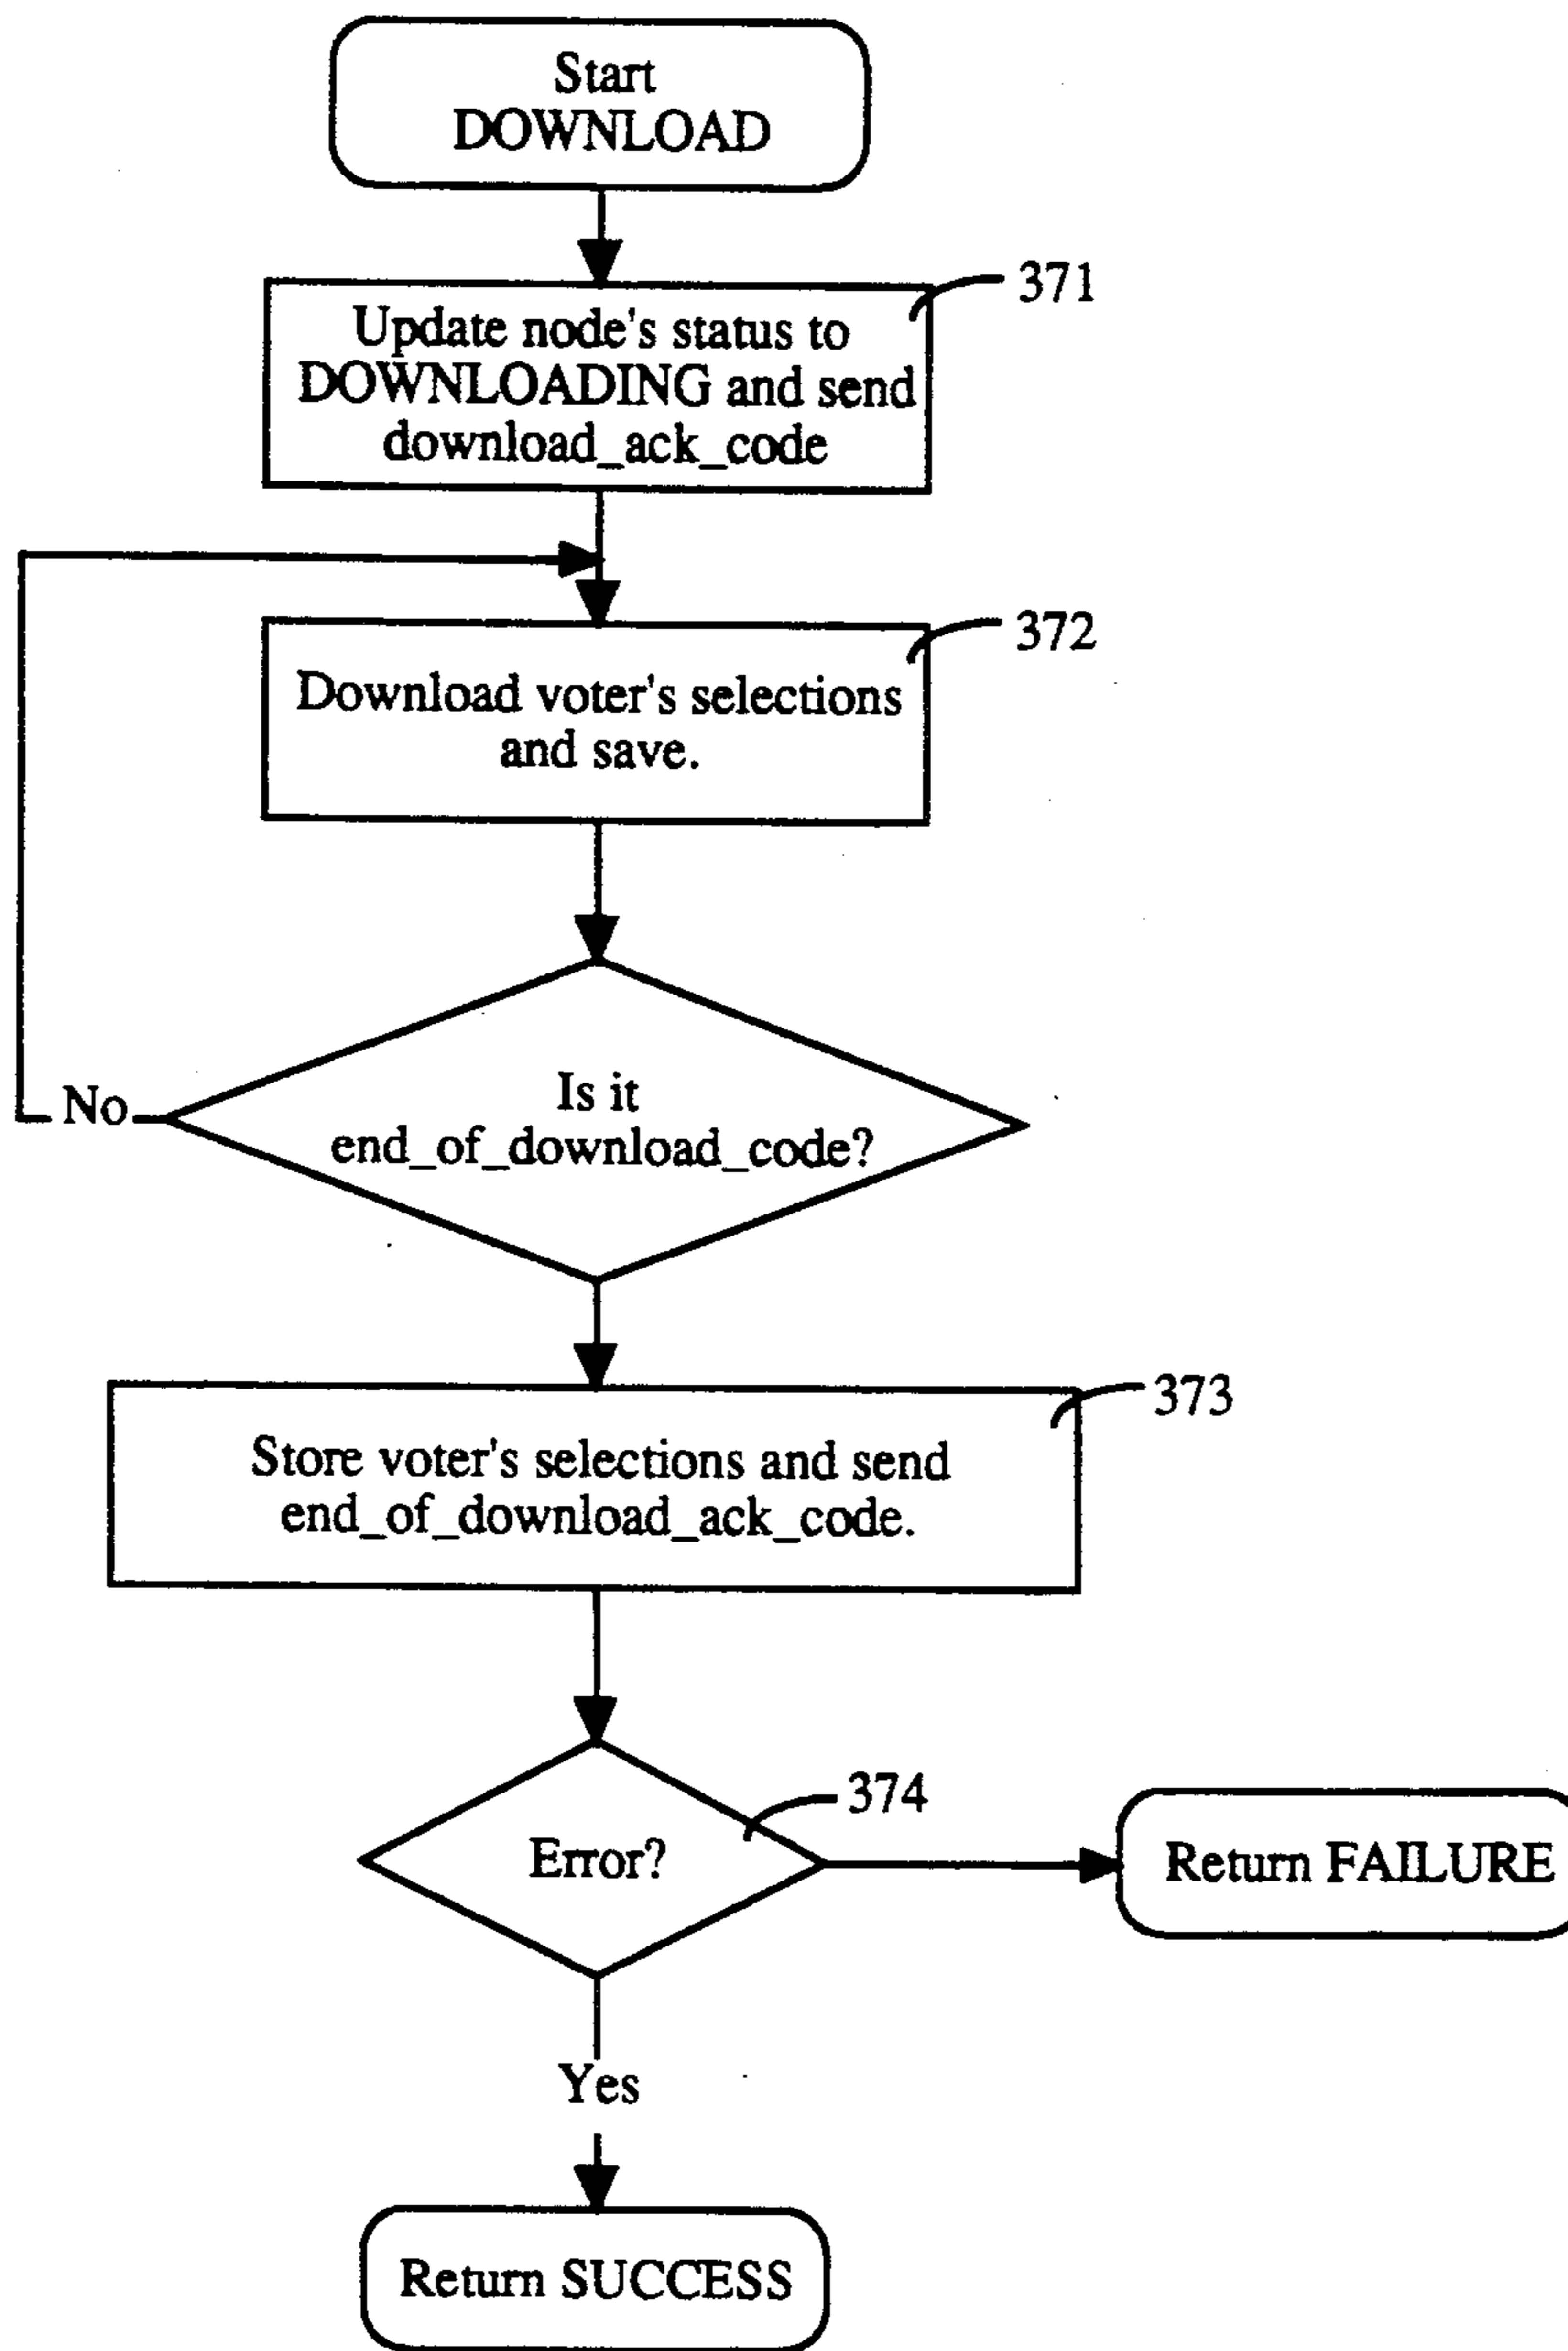 Start
DOWNLOAD
371
Update node's status to
DOWNLOADING and send
download_ack_code
372
Download voter's selections
and save.
Is it
end_of_download_code?
No
373
Store voter's selections and send
end_of_download_ack_code.
374
Error?
Return FAILURE
Yes
Return SUCCESS